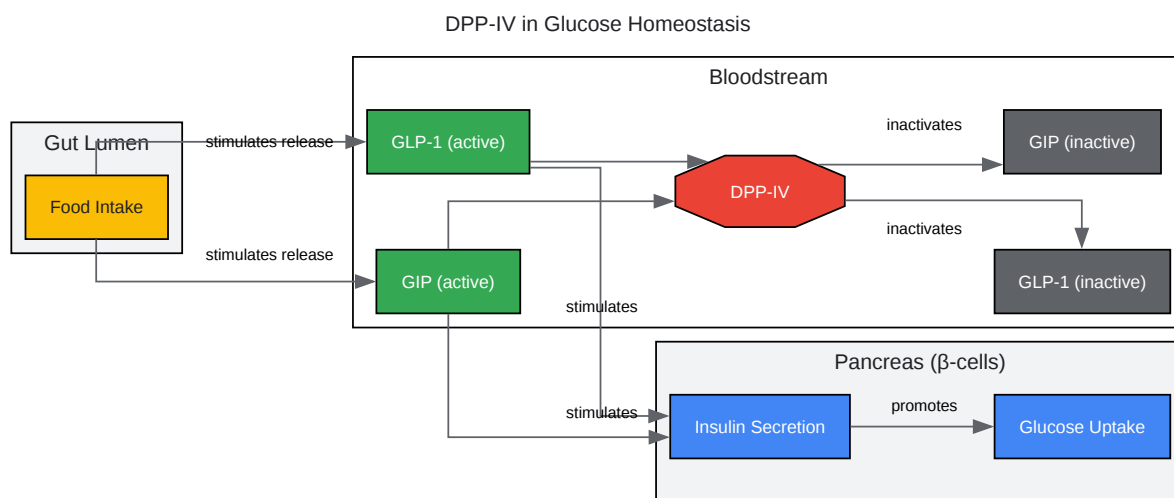 DPP-IV in Glucose Homeostasis
Bloodstream
Gut Lumen
stimulates release
GLP-1 (active)
inactivates
GIP (inactive)
Food Intake
DPP-IV
stimulates release
GIP (active)
inactivates
GLP-1 (inactive)
stimulates
Pancreas (β-cells)
stimulates
Insulin Secretion
promotes
Glucose Uptake